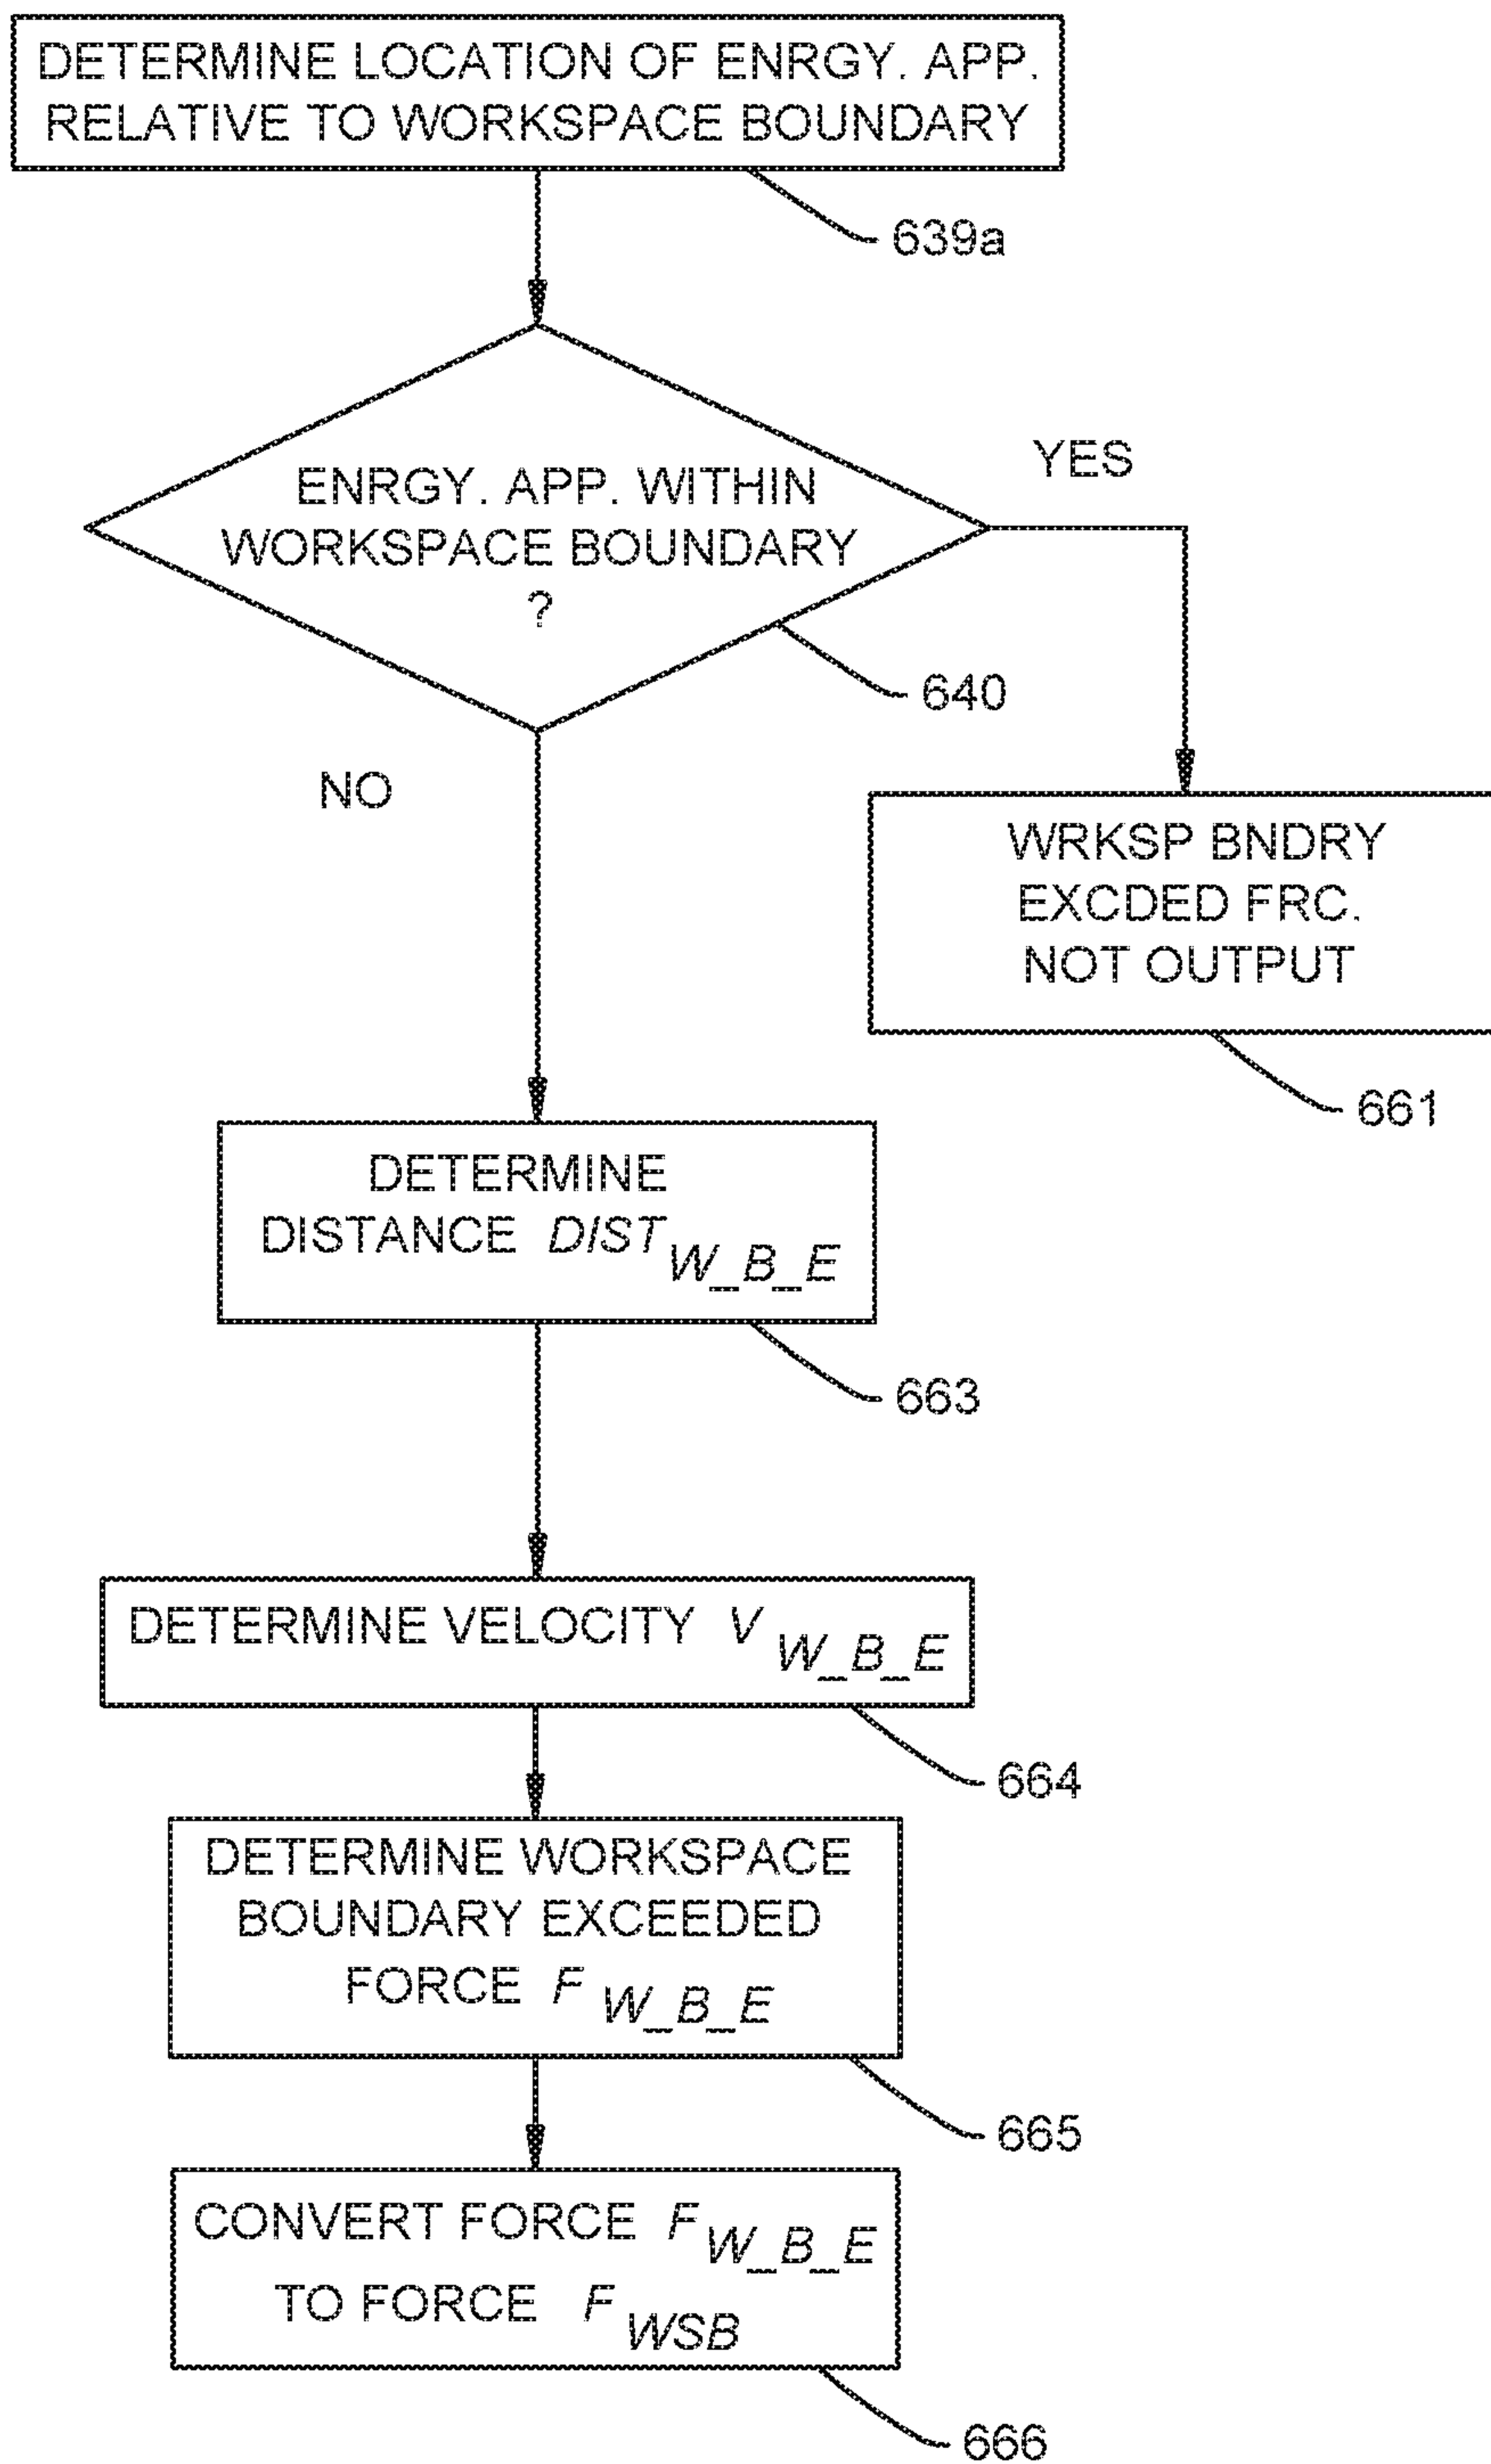 DETERMINE LOCATION OF ENRGY. APP.
RELATIVE TO WORKSPACE BOUNDARY
639a
ENRGY. APP. WITHIN
WORKSPACE BOUNDARY
?
YES
640
NO
WRKSP BNDRY
EXCDED FRC.
NOT OUTPUT
661
DETERMINE
DISTANCE DIST W_B_E
663
DETERMINE VELOCITY V W_B_E
664
DETERMINE WORKSPACE
BOUNDARY EXCEEDED
FORCE F W_B_E
665
CONVERT FORCE F W_B_E
TO FORCE F WSB
666